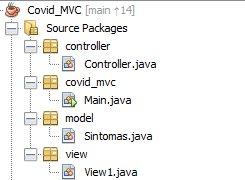 Covid_MVC [main ↑14]
Source Packages
controller
Controller.java
covid_mvc
Main.java
model
Sintomas.java
view
View1.java